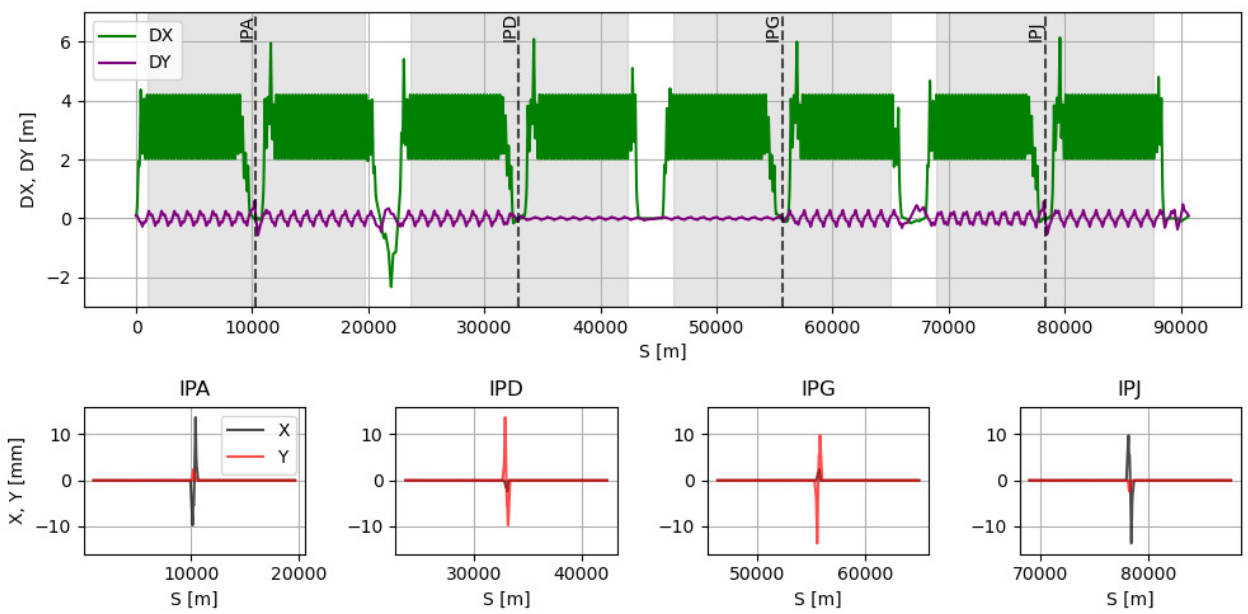 DX, DY [m]
6
4
2
0
−2
DX
DY
IPA
IPD
IPG
IPJ
0 10000 20000 30000 40000 50000 60000 70000 80000 90000
S [m]
IPA IPD IPG IPJ
X, Y [mm]
10
0
−10
X
Y
10000 20000
S [m]
10
0
−10
30000 40000
S [m]
10
0
−10
50000 60000
S [m]
10
0
−10
70000 80000
S [m]